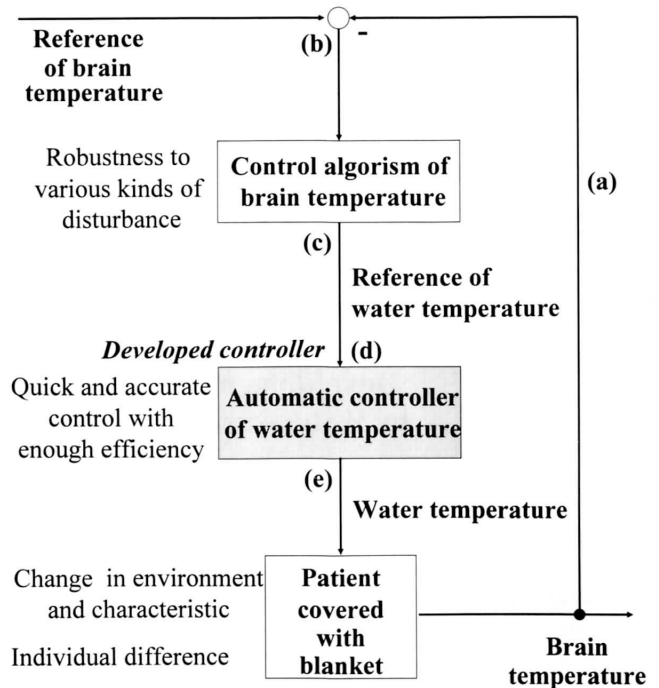 Reference
of brain
temperature
(b)
-
(a)
Robustness to
various kinds of
disturbance
Control algorism of
brain temperature
(c)
Reference of
water temperature
Developed controller
(d)
Quick and accurate
control with
enough efficiency
Automatic controller
of water temperature
(e)
Water temperature
Change in environment
and characteristic
Individual difference
Patient
covered
with
blanket
Brain
temperature